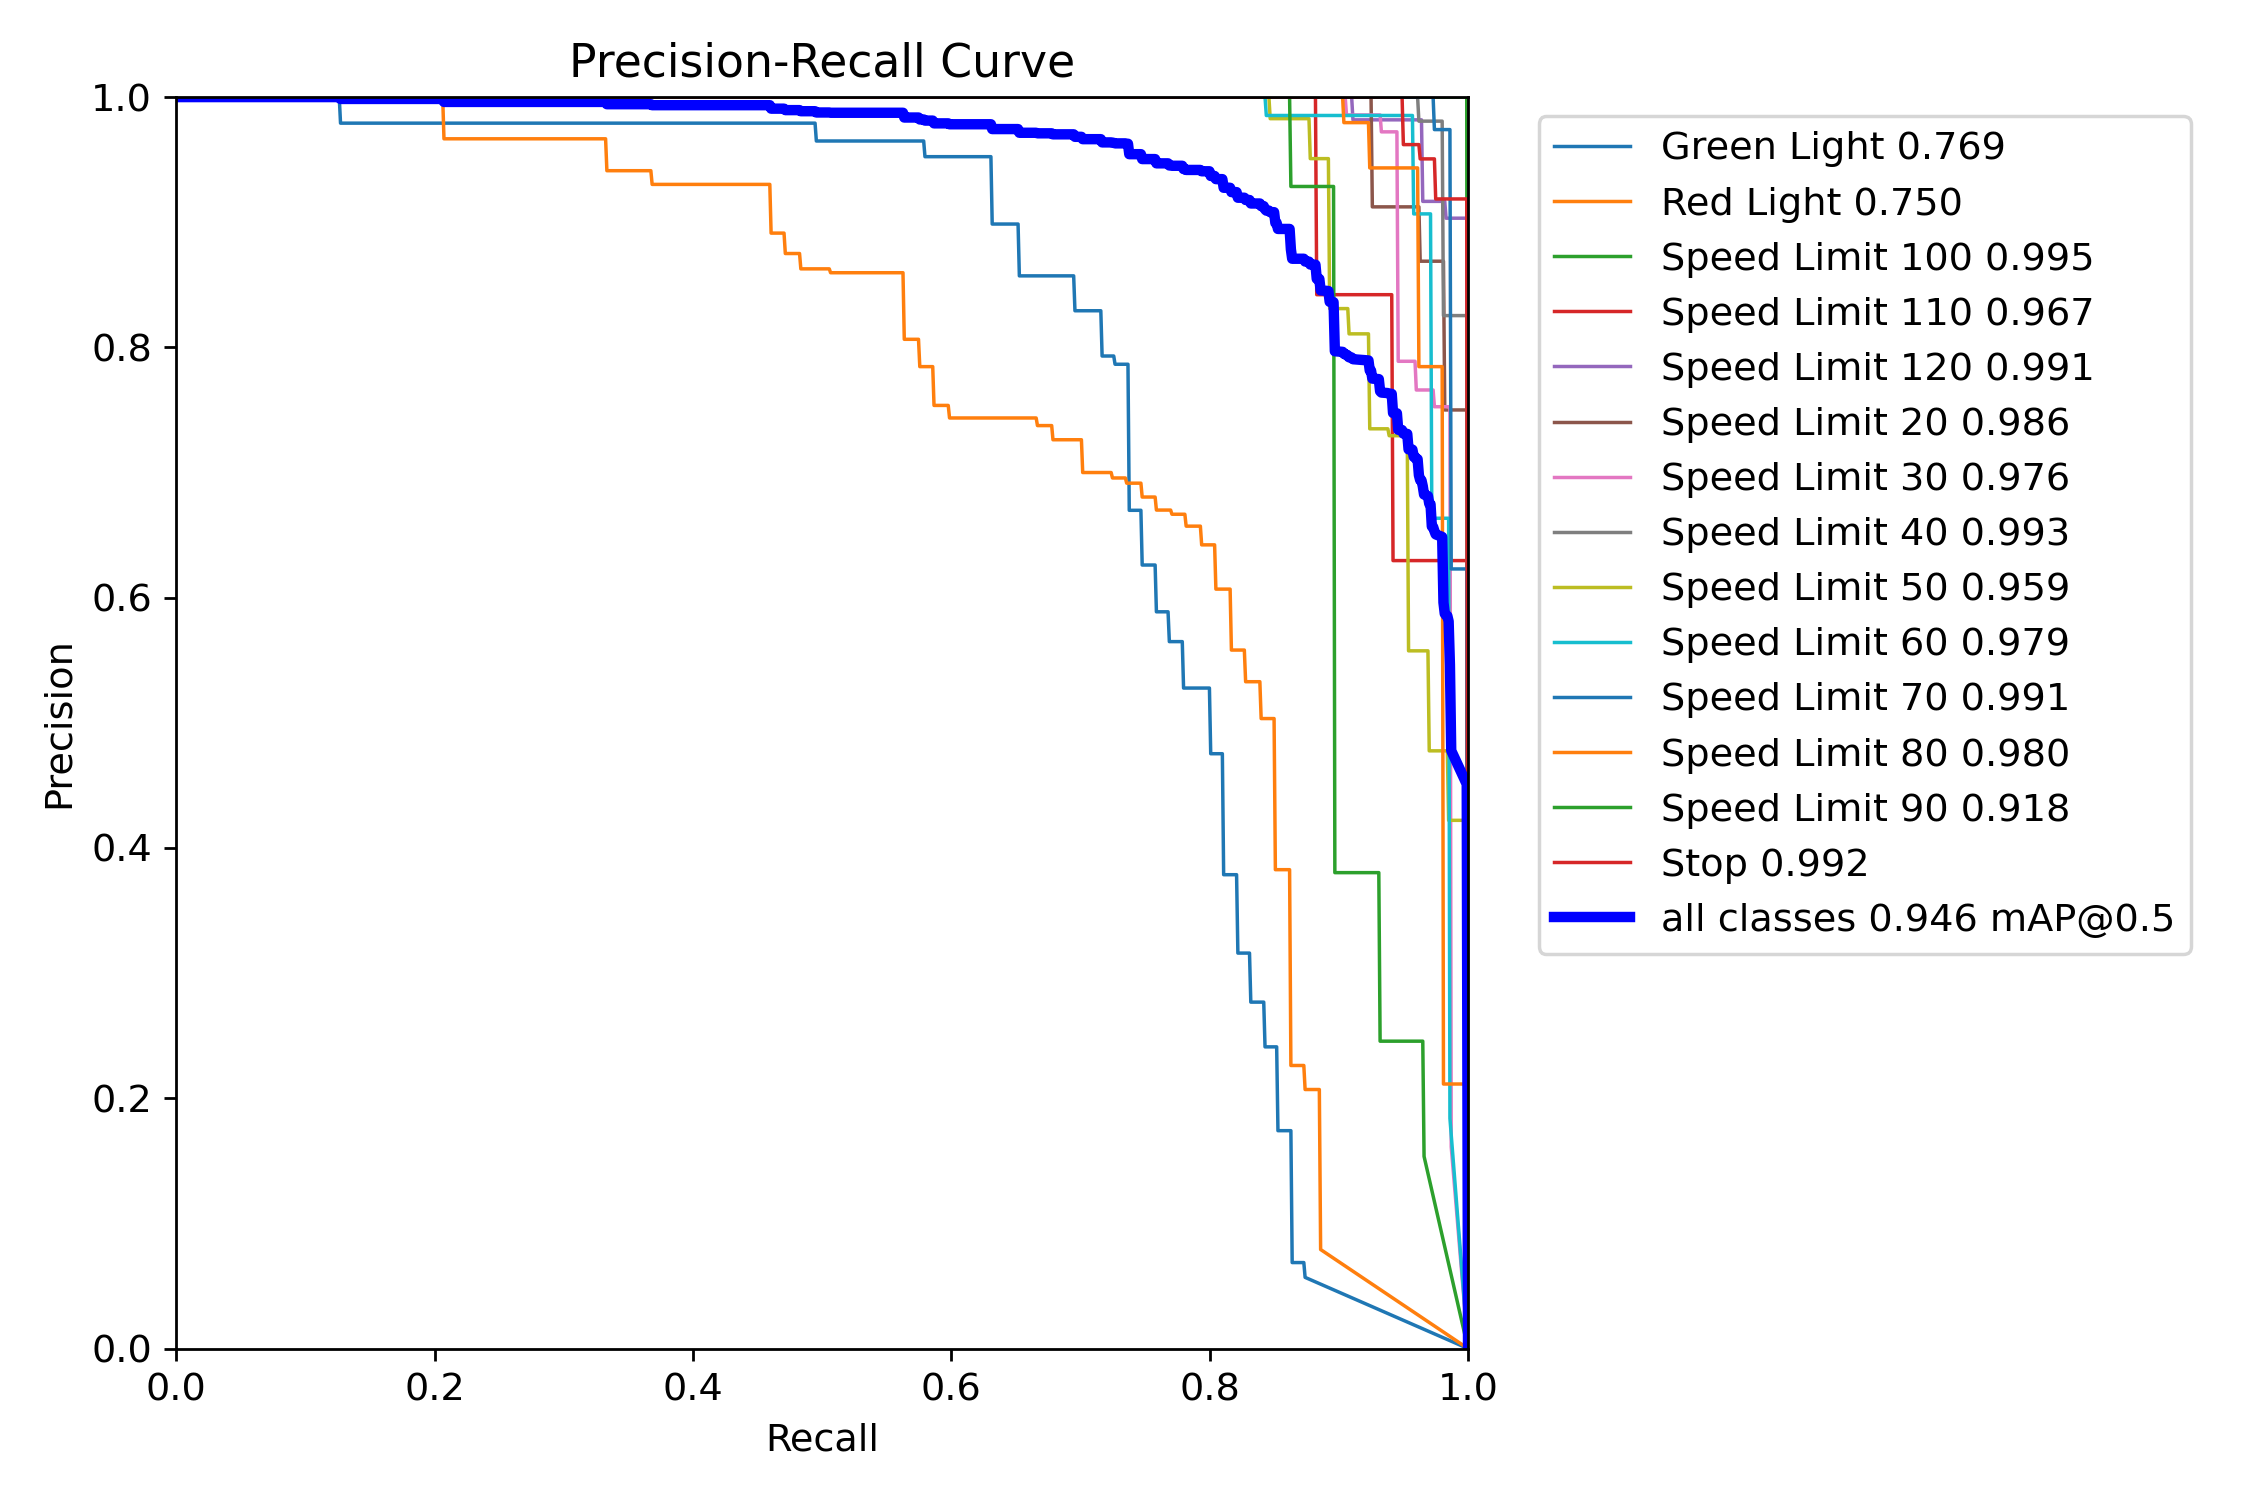 Precision-Recall Curve
1.0
0.8
0.6
0.4
0.2
0.0
Precision
0.0 0.2 0.4 0.6 0.8 1.0
Recall
Green Light 0.769
Red Light 0.750
Speed Limit 100 0.995
Speed Limit 110 0.967
Speed Limit 120 0.991
Speed Limit 20 0.986
Speed Limit 30 0.976
Speed Limit 40 0.993
Speed Limit 50 0.959
Speed Limit 60 0.979
Speed Limit 70 0.991
Speed Limit 80 0.980
Speed Limit 90 0.918
Stop 0.992
all classes 0.946 mAP@0.5